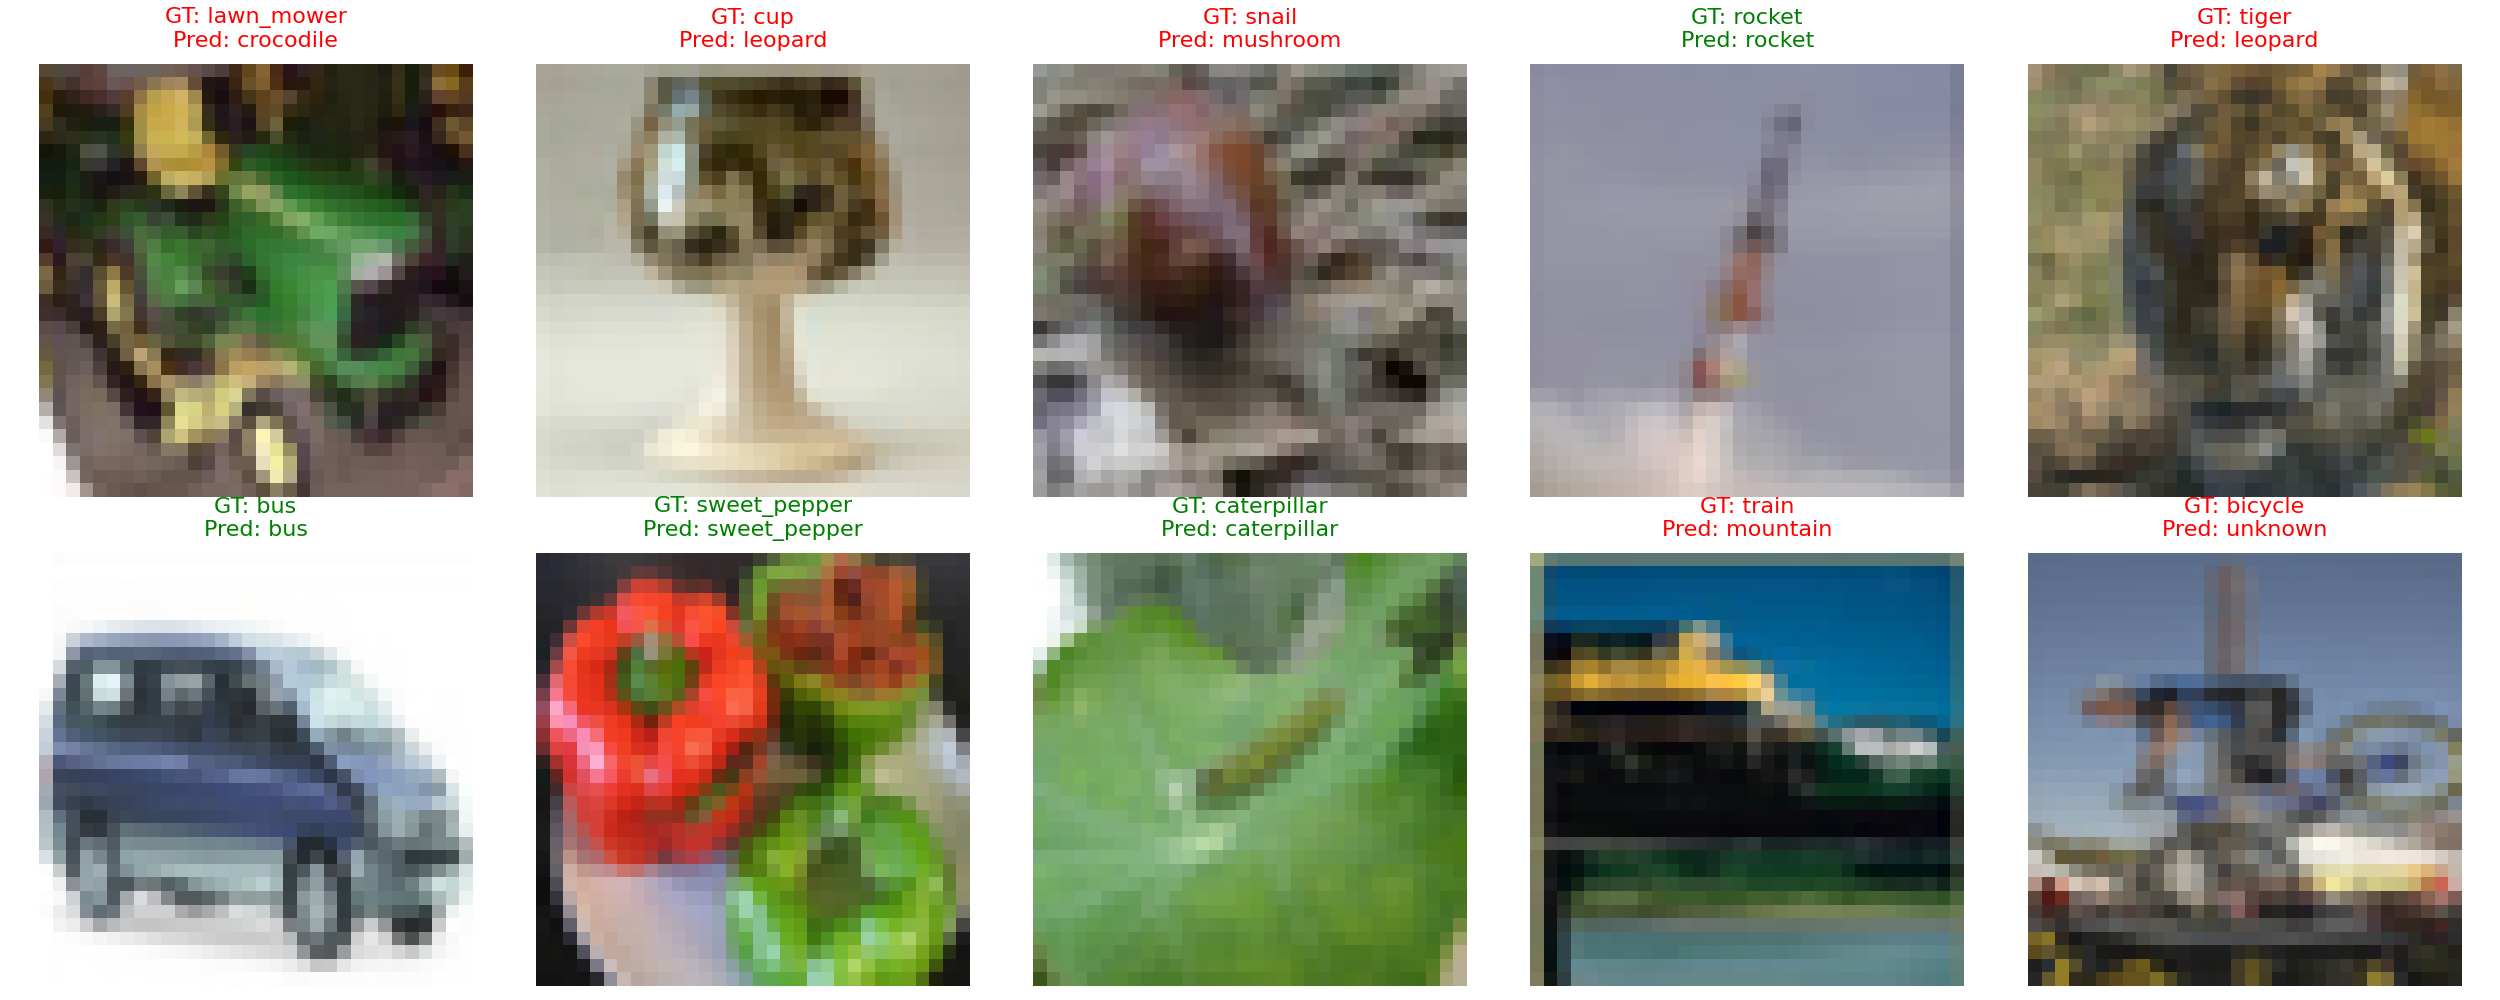 GT: lawn_mower
Pred: crocodile
GT: cup
Pred: leopard
GT: snail
Pred: mushroom
GT: rocket
Pred: rocket
GT: tiger
Pred: leopard
GT: bus
Pred: bus
GT: sweet_pepper
Pred: sweet_pepper
GT: caterpillar
Pred: caterpillar
GT: train
Pred: mountain
GT: bicycle
Pred: unknown